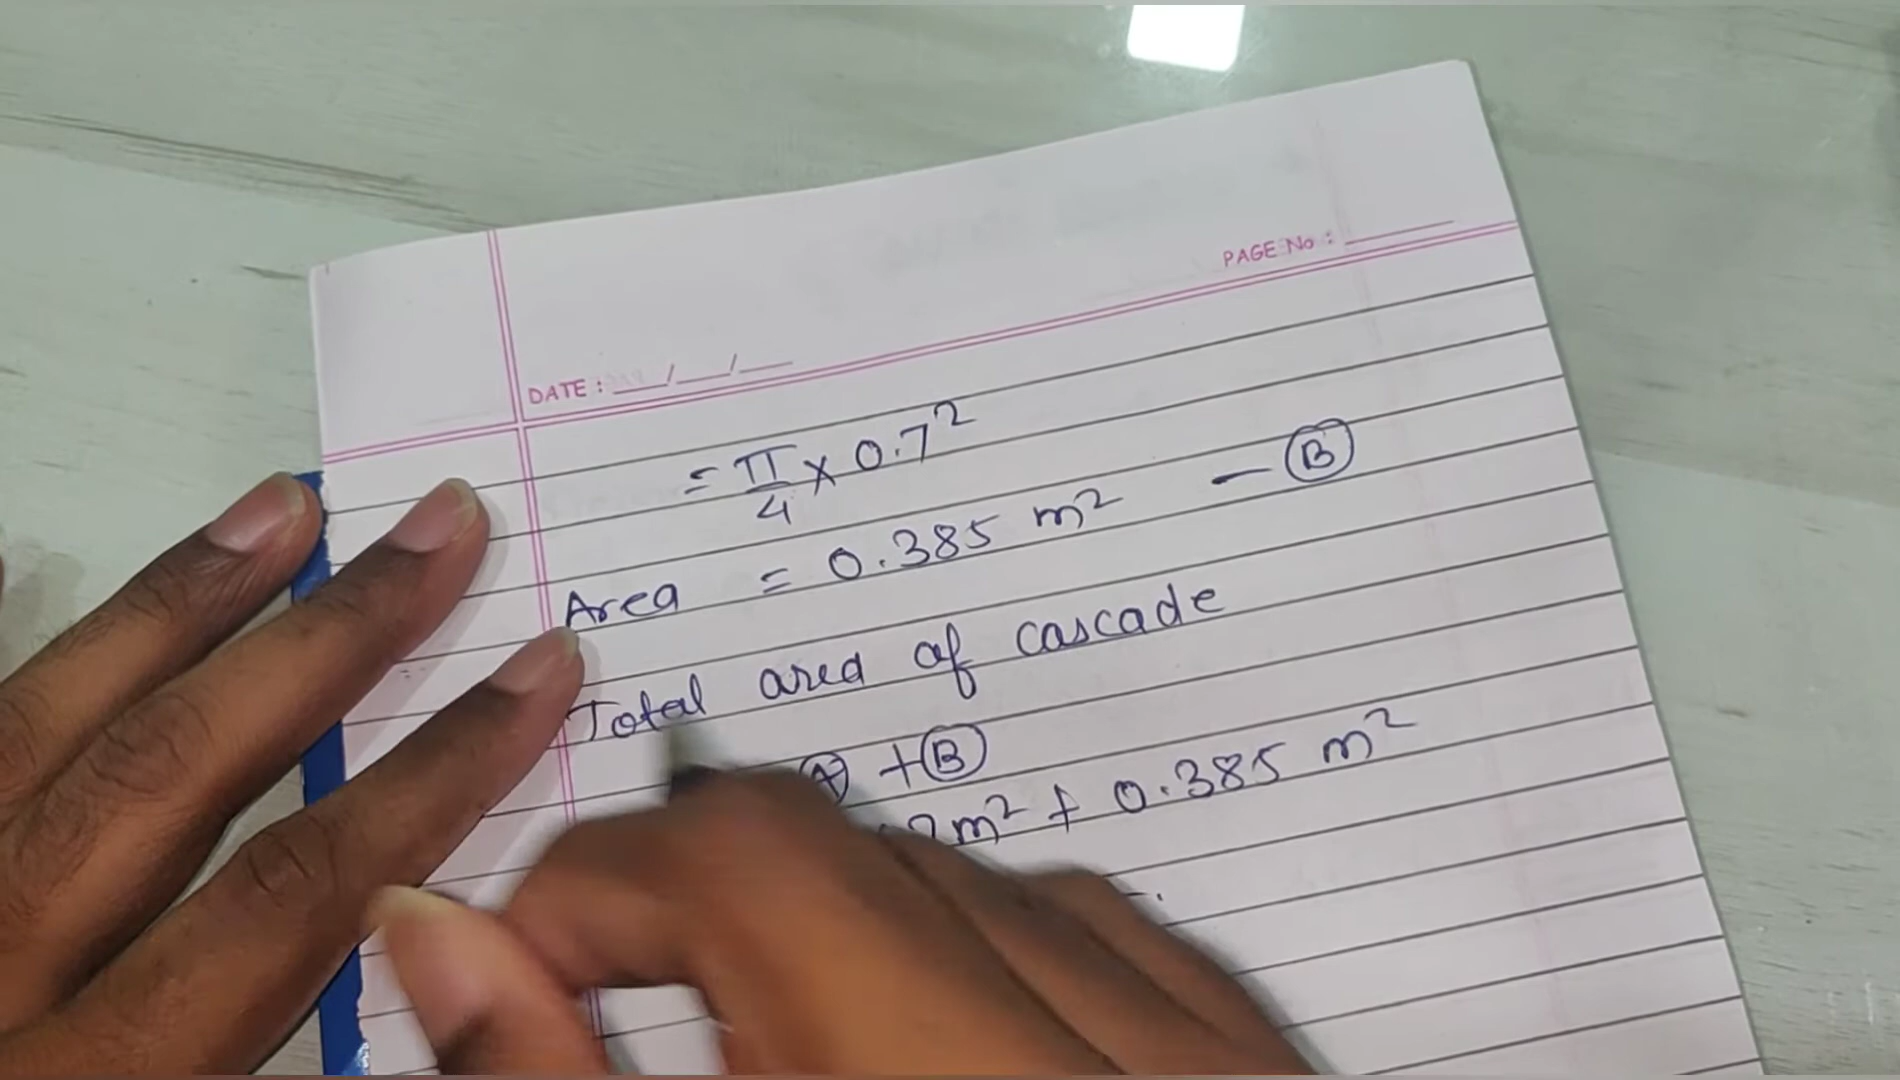 PAGE No :
DATE : / /
= π/4 × 0.7²
Area = 0.385 m² — Ⓑ
Total area of cascade
Ⓐ + Ⓑ
m² + 0.385 m²